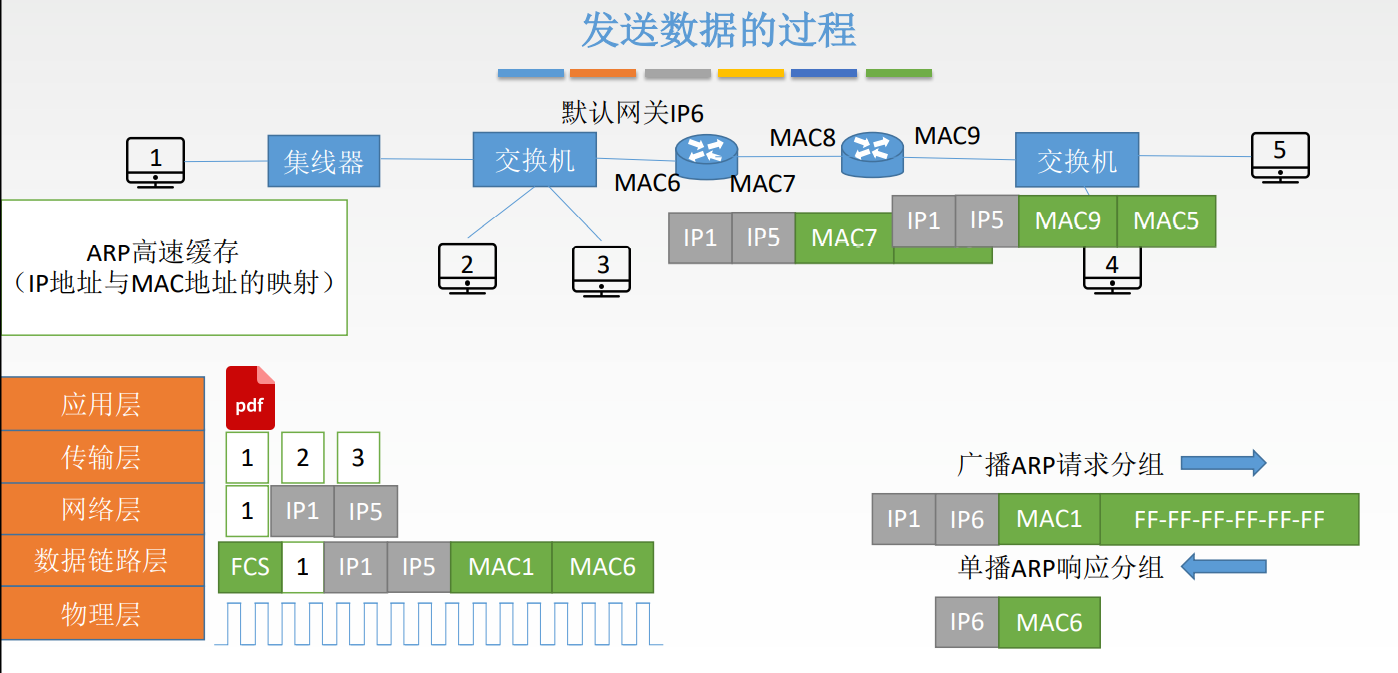 发送数据的过程
默认网关IP6
1
集线器
交换机
MAC6
MAC7
MAC8
MAC9
交换机
5
2
3
4
IP1 IP5 MAC7
IP1 IP5 MAC9 MAC5
ARP高速缓存
（IP地址与MAC地址的映射）
应用层
pdf
传输层
1 2 3
网络层
1 IP1 IP5
数据链路层
FCS 1 IP1 IP5 MAC1 MAC6
物理层
广播ARP请求分组
IP1 IP6 MAC1 FF-FF-FF-FF-FF-FF
单播ARP响应分组
IP6 MAC6